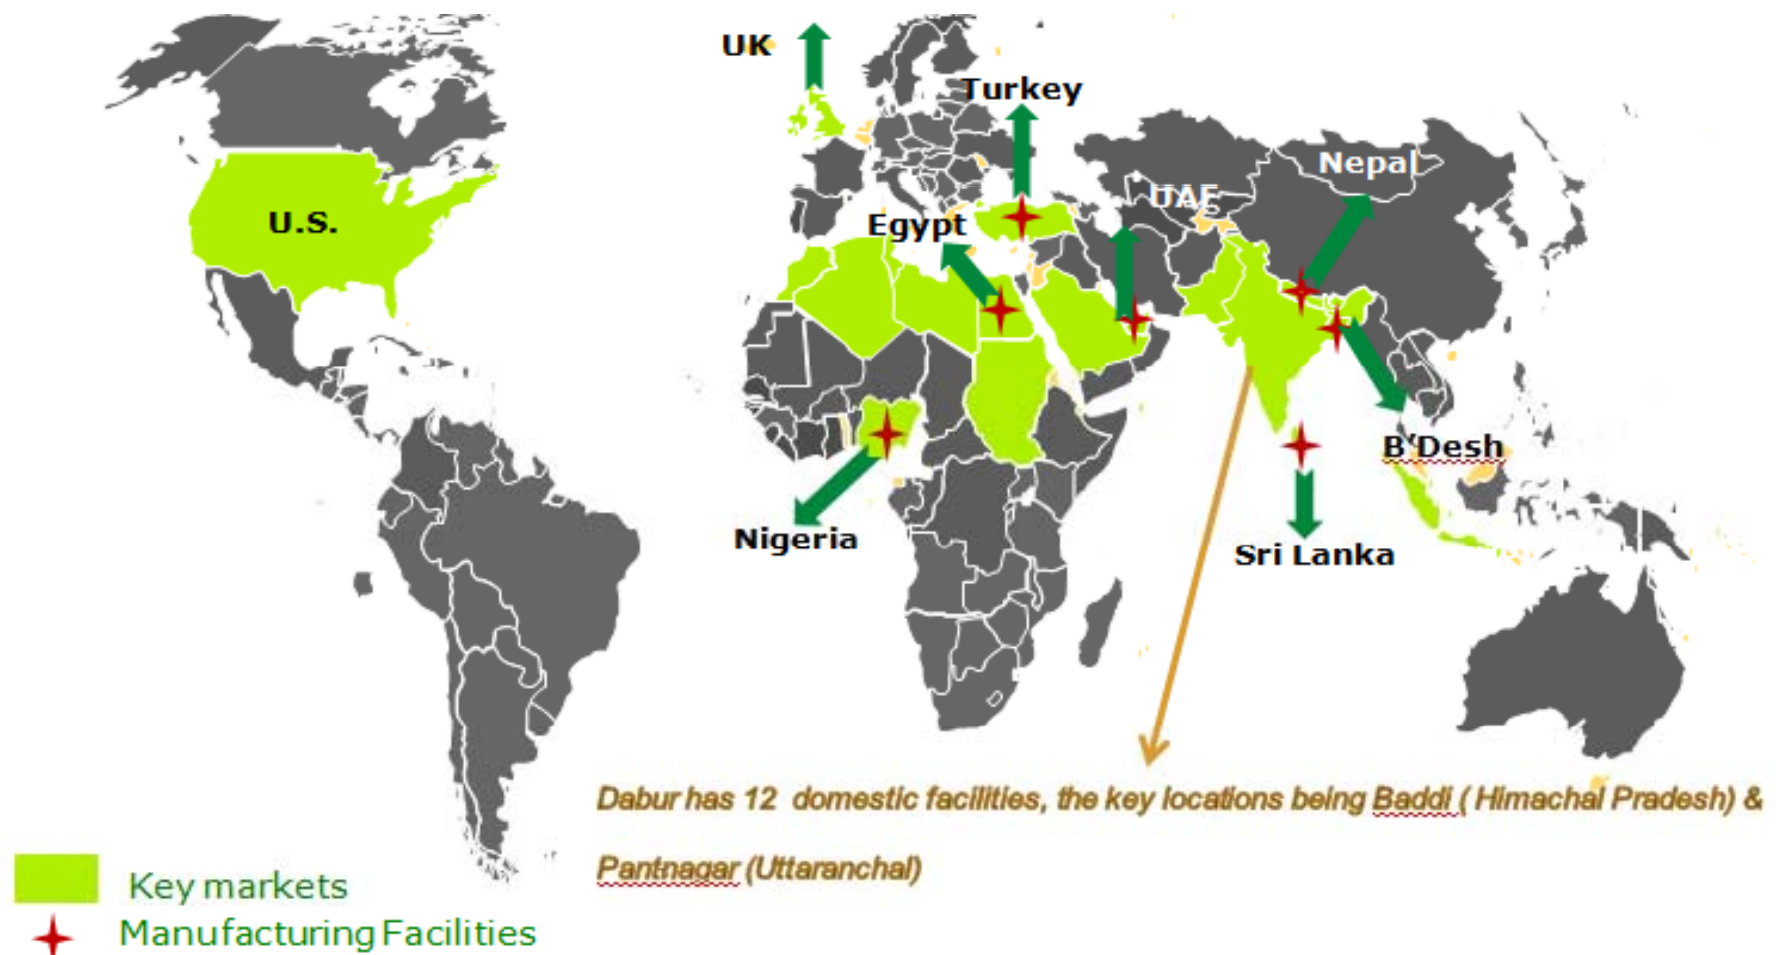 UK
Turkey
Nepal
UAE
U.S.
Egypt
B'Desh
Nigeria
Sri Lanka
Dabur has 12 domestic facilities, the key locations being Baddi ( Himachal Pradesh) &
Pantnagar (Uttaranchal)
Key markets
Manufacturing Facilities